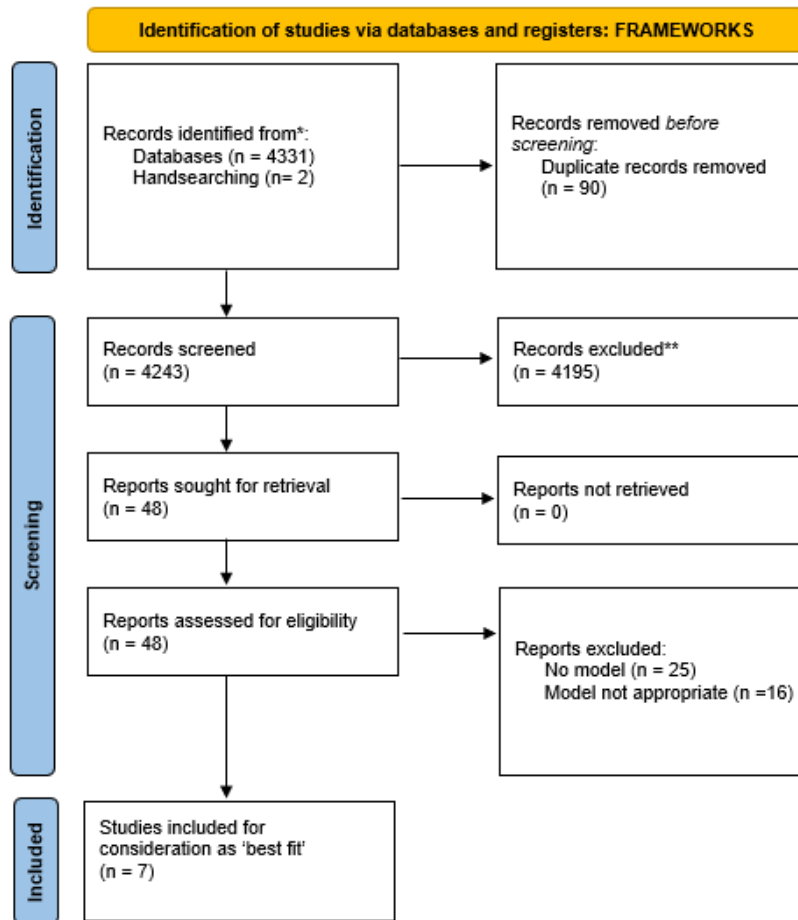 Identification of studies via databases and registers: FRAMEWORKS
Identification
Records identified from*:
Databases (n = 4331)
Handsearching (n= 2)
Records removed before
screening:
Duplicate records removed
(n = 90)
Screening
Records screened
(n = 4243)
Records excluded**
(n = 4195)
Reports sought for retrieval
(n = 48)
Reports not retrieved
(n = 0)
Reports assessed for eligibility
(n = 48)
Reports excluded:
No model (n = 25)
Model not appropriate (n =16)
Included
Studies included for
consideration as ‘best fit’
(n = 7)